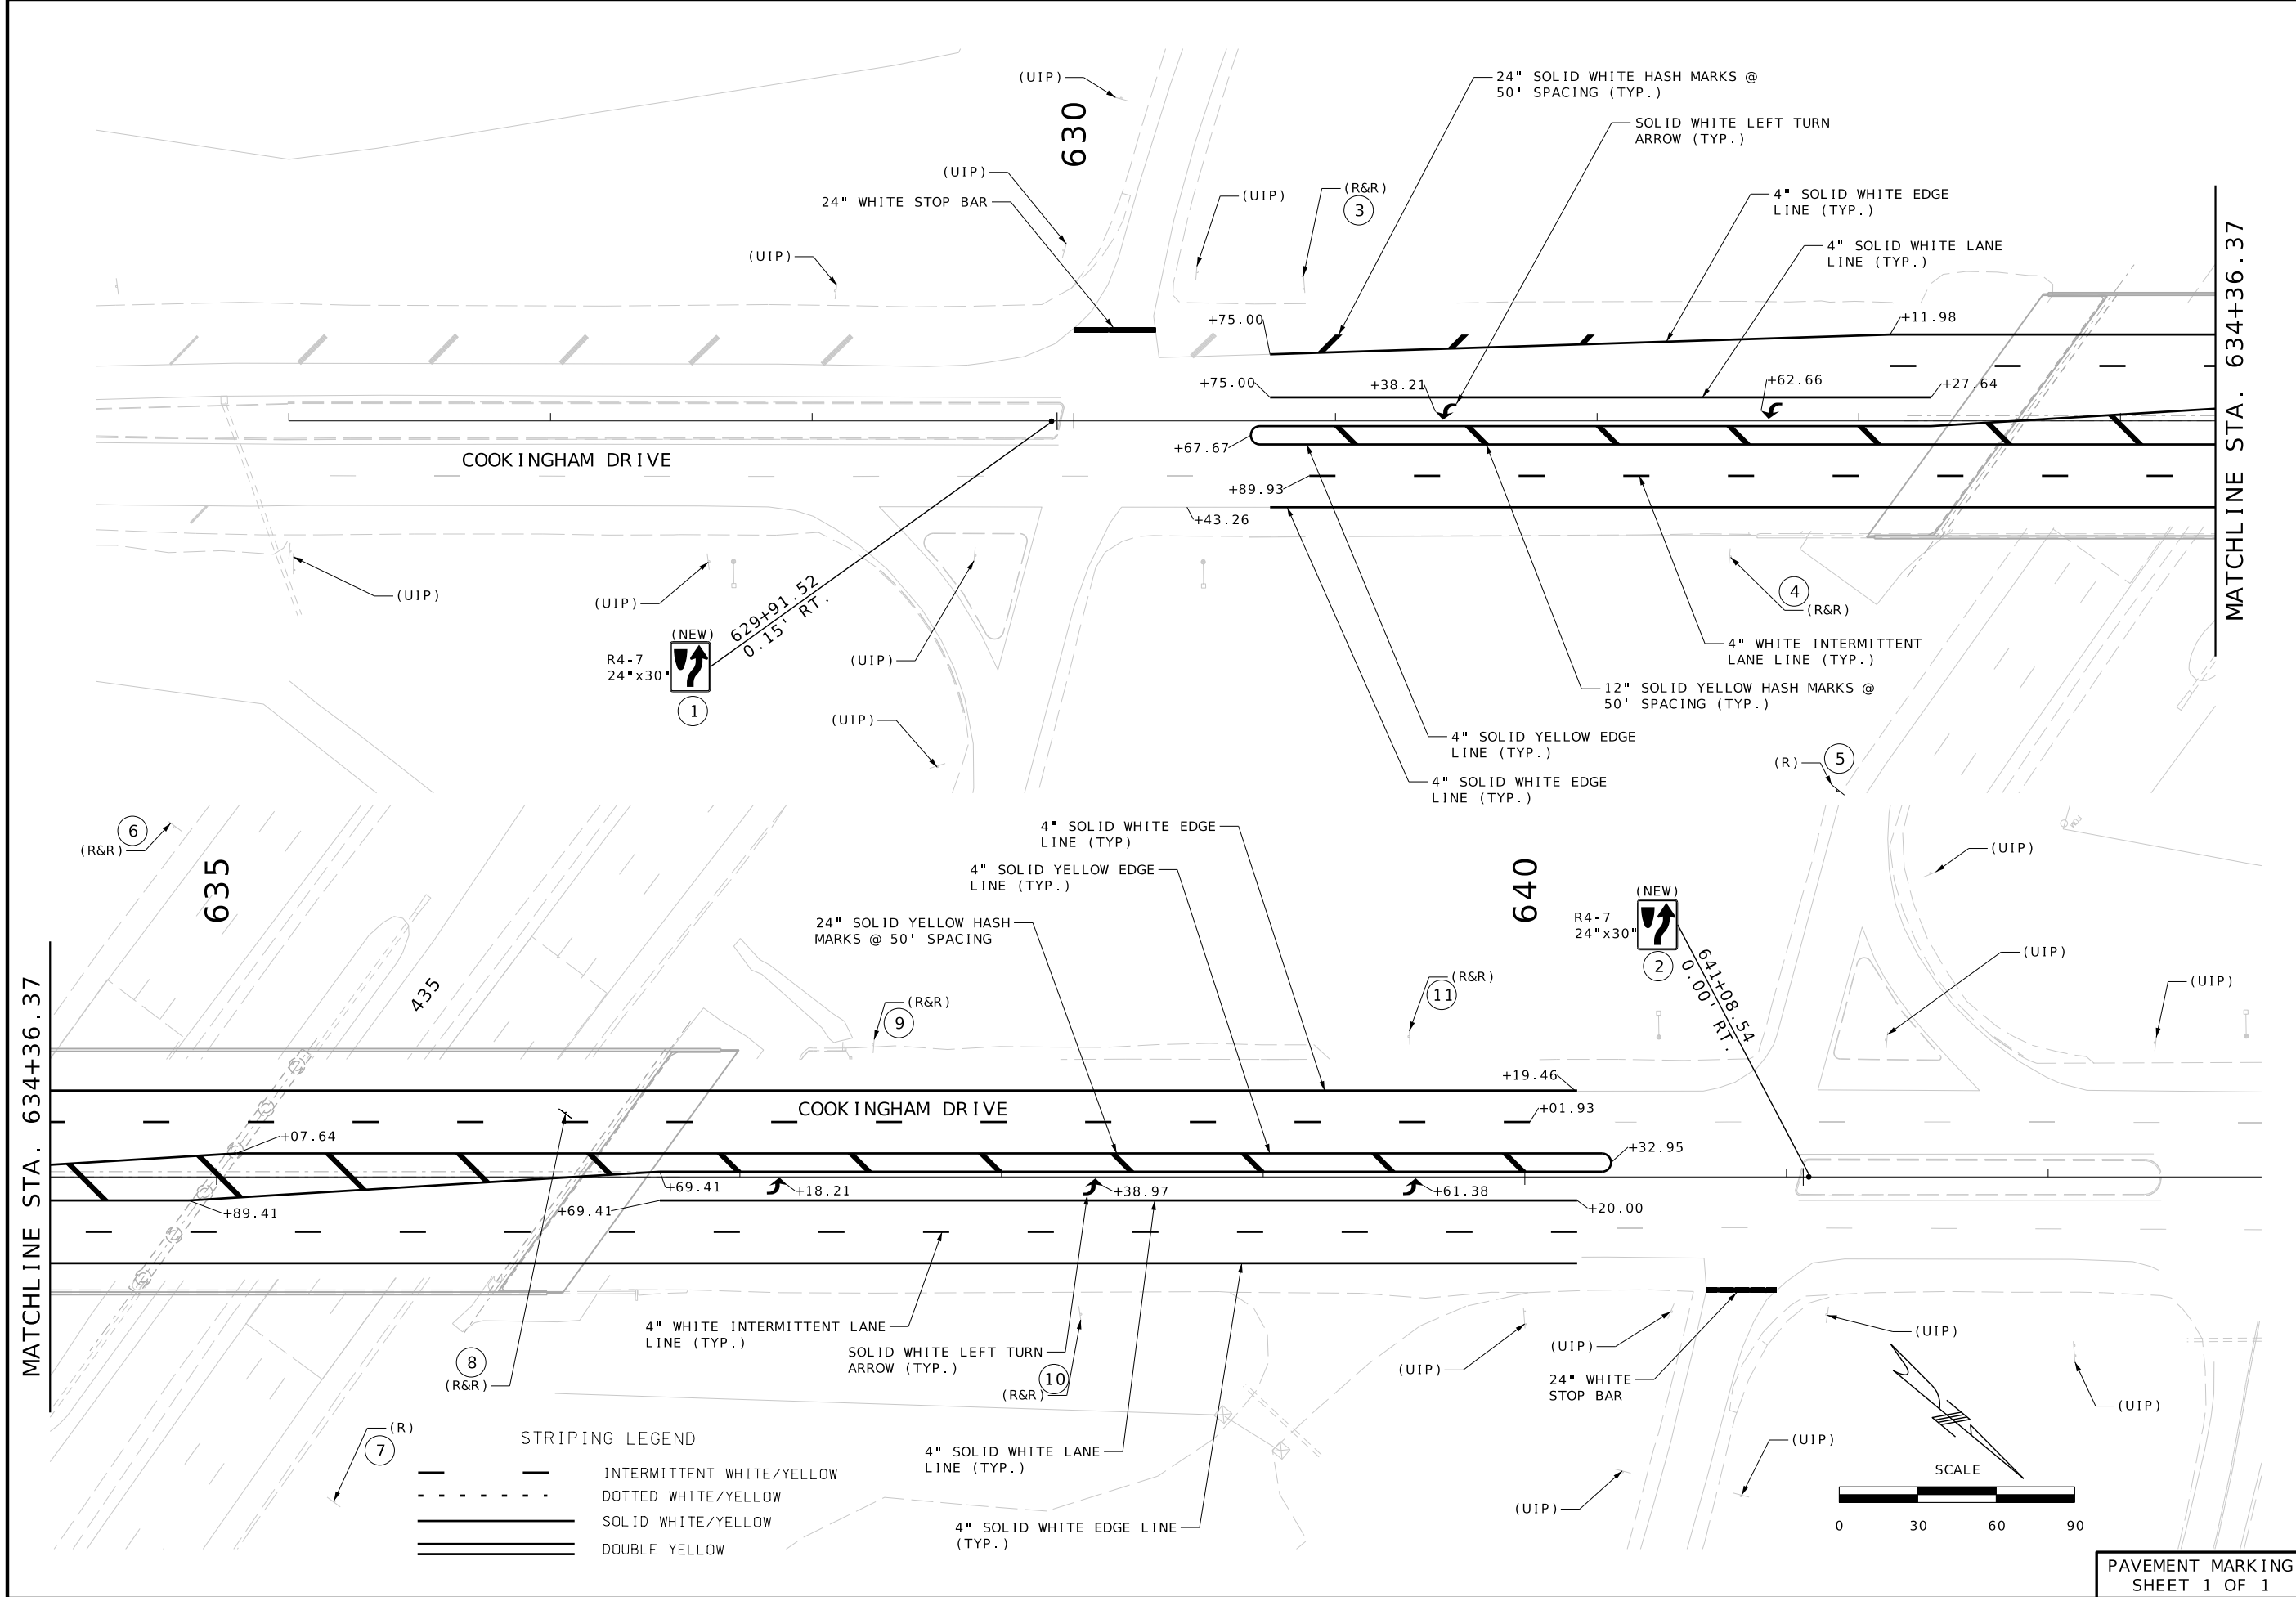 (UIP)
630
24" SOLID WHITE HASH MARKS @
50' SPACING (TYP.)
SOLID WHITE LEFT TURN
ARROW (TYP.)
(UIP)
24" WHITE STOP BAR
(UIP)
(R&R)
3
4" SOLID WHITE EDGE
LINE (TYP.)
4" SOLID WHITE LANE
LINE (TYP.)
(UIP)
MATCHLINE STA. 634+36.37
+75.00
+11.98
+75.00
+38.21
+62.66
+27.64
+67.67
COOKINGHAM DRIVE
+89.93
+43.26
(UIP)
(UIP)
629+91.52
0.15' RT.
(NEW)
R4-7
24"x30"
1
(UIP)
(UIP)
4
(R&R)
4" WHITE INTERMITTENT
LANE LINE (TYP.)
12" SOLID YELLOW HASH MARKS @
50' SPACING (TYP.)
4" SOLID YELLOW EDGE
LINE (TYP.)
4" SOLID WHITE EDGE
LINE (TYP.)
(R)
5
6
(R&R)
635
4" SOLID WHITE EDGE
LINE (TYP)
4" SOLID YELLOW EDGE
LINE (TYP.)
24" SOLID YELLOW HASH
MARKS @ 50' SPACING
640
(NEW)
R4-7
24"x30"
2
641+08.54
0.00' RT.
(UIP)
(UIP)
(UIP)
435
(R&R)
9
(R&R)
11
MATCHLINE STA. 634+36.37
+19.46
COOKINGHAM DRIVE
+01.93
+07.64
+32.95
+69.41
+18.21
+38.97
+61.38
+89.41
+69.41
+20.00
4" WHITE INTERMITTENT LANE
LINE (TYP.)
SOLID WHITE LEFT TURN
ARROW (TYP.)
8
(R&R)
10
(R&R)
(UIP)
(UIP)
24" WHITE
STOP BAR
(UIP)
(UIP)
(R)
7
4" SOLID WHITE LANE
LINE (TYP.)
4" SOLID WHITE EDGE LINE
(TYP.)
(UIP)
(UIP)
STRIPING LEGEND
INTERMITTENT WHITE/YELLOW
DOTTED WHITE/YELLOW
SOLID WHITE/YELLOW
DOUBLE YELLOW
SCALE
0 30 60 90
PAVEMENT MARKING
SHEET 1 OF 1